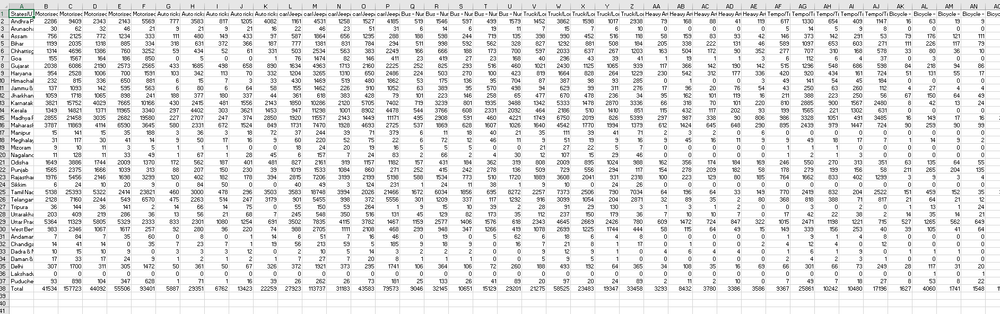 A B C D E F G H I J K L M N O P Q R S T U V W X Y Z AA AB AC AD AE AF AG AH AI AJ AK AL AM AN
1 States/U Motorised Motorised Motorised Motorised Motorised Auto ricks Auto ricks Auto ricks Auto ricks Auto ricks car/Jeep car/Jeep car/Jeep car/Jeep car/Jeep Bus - Nur Bus - Nur Bus - Nur Bus - Nur Bus - Nur Truck/Lor Truck/Lor Truck/Lor Truck/Lor Truck/Lor Heavy Art Heavy Art Heavy Art Heavy Art Heavy Art Tempo/Tr Tempo/Tr Tempo/Tr Tempo/Tr Tempo/Tr Bicycle - Bicycle - Bicycle - Bicycle - Bicyc
2 Andhra P 2286 9409 2343 2143 5569 777 3583 817 1205 4082 1161 4531 1258 1527 4185 519 1546 597 499 1579 1452 3862 1598 1017 2938 79 168 88 41 119 617 1330 654 409 1147 16 63 19 9
3 Arunacha 30 62 32 46 21 9 21 9 21 16 22 46 23 51 31 6 14 6 19 11 7 15 7 16 10 0 0 0 0 0 5 14 5 9 8 0 0 0 0
4 Assam 756 2125 772 1234 333 111 480 149 433 97 587 1864 656 1295 288 188 598 244 719 135 398 990 452 516 118 58 159 83 93 42 146 373 142 291 53 79 176 121 111
5 Bihar 1199 2035 1318 885 334 318 631 372 366 187 777 1381 831 784 294 511 998 592 562 328 827 1292 881 508 184 205 338 222 131 46 589 1097 653 603 271 111 226 117 79
6 Chhattisg 1314 4696 1386 760 3252 59 434 52 61 331 503 2534 563 383 2249 166 666 188 173 700 597 2033 637 267 1203 163 504 172 90 352 277 707 310 168 578 33 80 36 10
7 Goa 155 1567 164 186 850 0 5 0 0 1 76 1474 82 146 411 23 419 27 23 168 40 296 43 39 41 1 19 1 3 1 6 112 6 4 37 0 3 0 0
8 Gujarat 2038 6086 2190 2573 2565 433 1685 498 658 890 1634 4963 1713 2160 2225 252 825 293 516 460 1021 2430 1125 1065 939 117 366 142 190 142 515 1296 548 686 598 84 218 94 86
9 Haryana 954 2528 1006 700 1591 103 342 113 70 332 1204 3265 1310 650 2486 224 503 270 100 423 819 1664 828 264 1229 230 542 312 177 336 420 920 434 161 724 51 131 55 17
10 Himachal 232 815 336 650 881 6 15 7 3 33 430 1469 519 480 1862 53 175 136 95 704 87 387 98 93 285 0 1 0 0 3 49 141 54 45 184 0 0 0 0
11 Jammu & 137 1093 142 595 563 6 80 6 64 58 155 1462 226 910 1052 63 389 95 570 498 94 629 99 311 276 17 96 20 76 54 43 250 63 260 112 4 27 4 4
12 Jharkhan 1059 1718 1065 898 241 188 377 180 337 44 361 618 383 428 79 101 223 146 258 65 477 670 478 236 34 95 162 101 119 16 211 388 223 250 56 67 150 64 49
13 Karnatak 3821 15752 4029 7665 10166 430 2415 481 1556 2143 1850 10286 2120 5705 7402 719 3239 801 1935 3488 1342 5333 1478 2870 3336 66 318 70 101 220 810 2885 900 1567 2480 8 42 13 24
14 Kerala 1349 14821 1371 11965 3340 297 4402 303 3621 1453 947 11298 1001 8902 4478 544 3766 608 2331 2092 464 2186 510 1410 851 115 432 117 202 93 199 1565 221 1302 631 0 0 0 0
15 Madhya P 2855 21458 3035 2682 19580 227 2707 247 374 2850 1920 11557 2143 1449 11171 495 2908 591 460 4221 1749 6750 2019 826 5399 297 987 338 90 806 986 3328 1051 491 3485 16 149 17 16
16 Maharash 3787 11869 4114 6590 3645 580 2331 672 1524 849 1731 7470 1928 4693 2725 537 1869 628 1607 1026 1640 4542 1770 1994 1379 612 1424 645 648 290 895 2439 979 1447 724 90 259 90 99
17 Manipur 15 141 15 35 188 3 36 3 18 72 37 244 39 71 379 6 11 18 40 21 35 111 39 41 71 2 3 2 0 6 0 0 0 0 0 0 0 0 0
18 Meghalay 31 117 30 41 14 9 50 17 16 9 60 220 52 75 22 6 72 12 46 11 9 51 19 9 16 9 45 16 11 9 9 49 18 17 7 1 14 9 2
19 Mizoram 9 10 11 3 5 1 1 1 0 0 18 24 20 19 16 5 5 5 0 0 21 27 22 5 7 0 0 0 0 0 1 1 1 0 0 0 0 0 0
20 Nagaland 11 128 11 33 49 1 67 1 28 45 6 157 7 24 83 2 66 2 4 30 12 107 15 29 46 0 0 0 0 0 1 2 1 3 0 0 0 0 0
21 Odisha 1649 3886 1744 2009 1370 172 562 187 401 481 827 2161 919 1157 1182 157 431 184 362 319 808 2009 895 1024 988 162 356 174 184 169 246 550 270 313 351 63 135 64 55
22 Punjab 1565 2375 1666 1039 313 88 207 150 230 39 1019 1533 1084 860 271 252 415 242 278 136 509 729 556 294 117 154 278 209 182 58 178 279 199 156 58 211 265 204 135
23 Rajasthan 1976 5456 2146 1698 3293 120 402 182 178 394 2815 7206 3199 2199 5198 588 1534 773 510 1720 1889 3608 2041 931 2318 100 223 129 80 185 764 1662 833 402 1298 3 9 3 4
24 Sikkim 6 24 10 20 9 0 84 50 0 0 40 49 3 124 231 1 24 11 38 1 9 10 0 24 26 0 0 0 0 0 0 0 0 0 0 0 0 0 0
25 Tamil Nad 5138 25393 5322 2414 23821 460 3000 478 296 3503 3583 18748 3994 2026 21466 1672 6034 1856 695 8272 2257 7373 2506 790 7034 64 196 64 33 149 770 2419 832 204 2522 151 459 152 35
26 Telangan 2128 7160 2244 549 6570 475 2263 514 247 3179 901 5455 998 372 5556 301 1209 337 117 1292 916 3099 1054 204 2871 32 89 35 2 80 368 818 388 71 817 21 64 21 12
27 Tripura 36 144 36 141 2 14 66 14 75 0 55 150 59 264 1 9 15 10 39 2 28 91 29 130 3 1 3 1 2 0 0 3 0 2 0 1 13 1 24
28 Uttarakha 203 409 219 286 36 13 56 21 68 7 245 548 350 516 131 45 129 82 173 35 112 237 150 179 36 7 10 10 7 0 17 42 22 38 2 14 35 14 21
29 Uttar Prad 5364 11329 5805 5329 2333 833 2301 1080 1254 691 3502 7835 4115 3782 1467 1159 2577 1406 1576 618 2343 4645 2669 2426 780 609 1472 724 847 322 1015 2471 1198 1221 715 527 1265 562 649
30 West Ben 983 2346 1067 1617 257 92 280 96 220 74 988 2705 1111 2108 468 299 948 347 1266 419 1078 2699 1225 1744 444 58 115 64 49 15 149 339 156 253 40 39 105 41 64
31 Andaman 7 84 7 35 60 0 8 0 1 14 6 51 7 16 46 0 19 0 5 62 6 18 6 4 8 0 0 0 0 0 1 9 1 4 8 0 0 0 0
32 Chandiga 14 41 14 0 35 7 23 7 1 19 56 213 59 5 185 9 18 9 0 16 7 21 8 1 17 0 1 0 0 2 4 12 4 0 12 0 0 0 0
33 Dadra & N 10 15 10 9 0 3 3 3 12 0 2 10 5 14 3 2 2 2 0 0 9 12 9 1 0 4 6 4 4 0 1 6 1 9 0 1 1 0 0
34 Daman & 17 33 17 24 9 1 2 1 2 1 7 27 7 20 8 1 1 1 0 0 5 9 5 1 0 0 0 0 0 0 2 4 2 3 1 0 0 0 0
35 Delhi 307 1700 311 305 1472 50 361 50 67 326 372 1921 373 295 1741 106 364 106 72 260 188 493 192 64 365 34 108 35 16 69 66 301 66 73 249 28 117 31 20
36 Lakshadw 0 0 0 0 0 0 0 0 0 0 0 0 0 0 0 0 0 0 0 0 0 0 0 0 0 0 0 0 0 0 0 0 0 0 0 0 1 0 1
37 Puduche 93 898 104 347 628 1 71 1 16 39 26 262 26 73 181 25 133 26 41 89 20 97 20 24 89 2 11 2 10 0 7 49 7 18 27 8 53 8 22
38 Total 41534 157723 44092 55506 93401 5887 29351 6762 13423 22259 27923 113737 31183 43583 79573 9046 32145 10651 15129 29201 21275 58525 23483 19347 33458 3293 8432 3780 3386 3586 9367 25861 10242 10480 17196 1627 4060 1741 1548
39
40
41